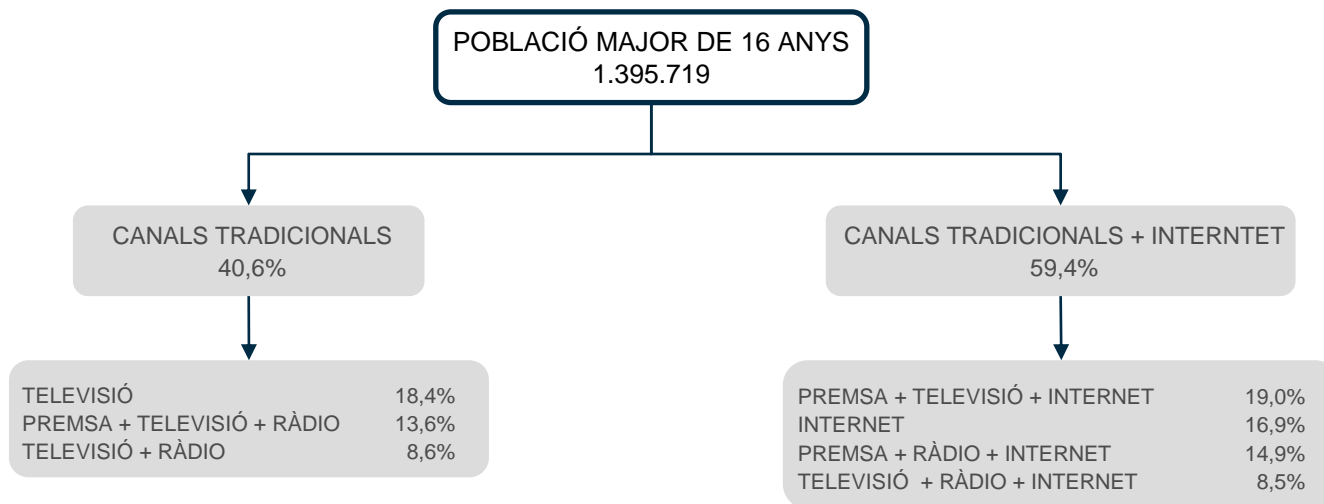 POBLACIÓ MAJOR DE 16 ANYS
1.395.719
CANALS TRADICIONALS
40,6%
CANALS TRADICIONALS + INTERNTET
59,4%
TELEVISIÓ 18,4%
PREMSA + TELEVISIÓ + RÀDIO 13,6%
TELEVISIÓ + RÀDIO 8,6%
PREMSA + TELEVISIÓ + INTERNET 19,0%
INTERNET 16,9%
PREMSA + RÀDIO + INTERNET 14,9%
TELEVISIÓ + RÀDIO + INTERNET 8,5%